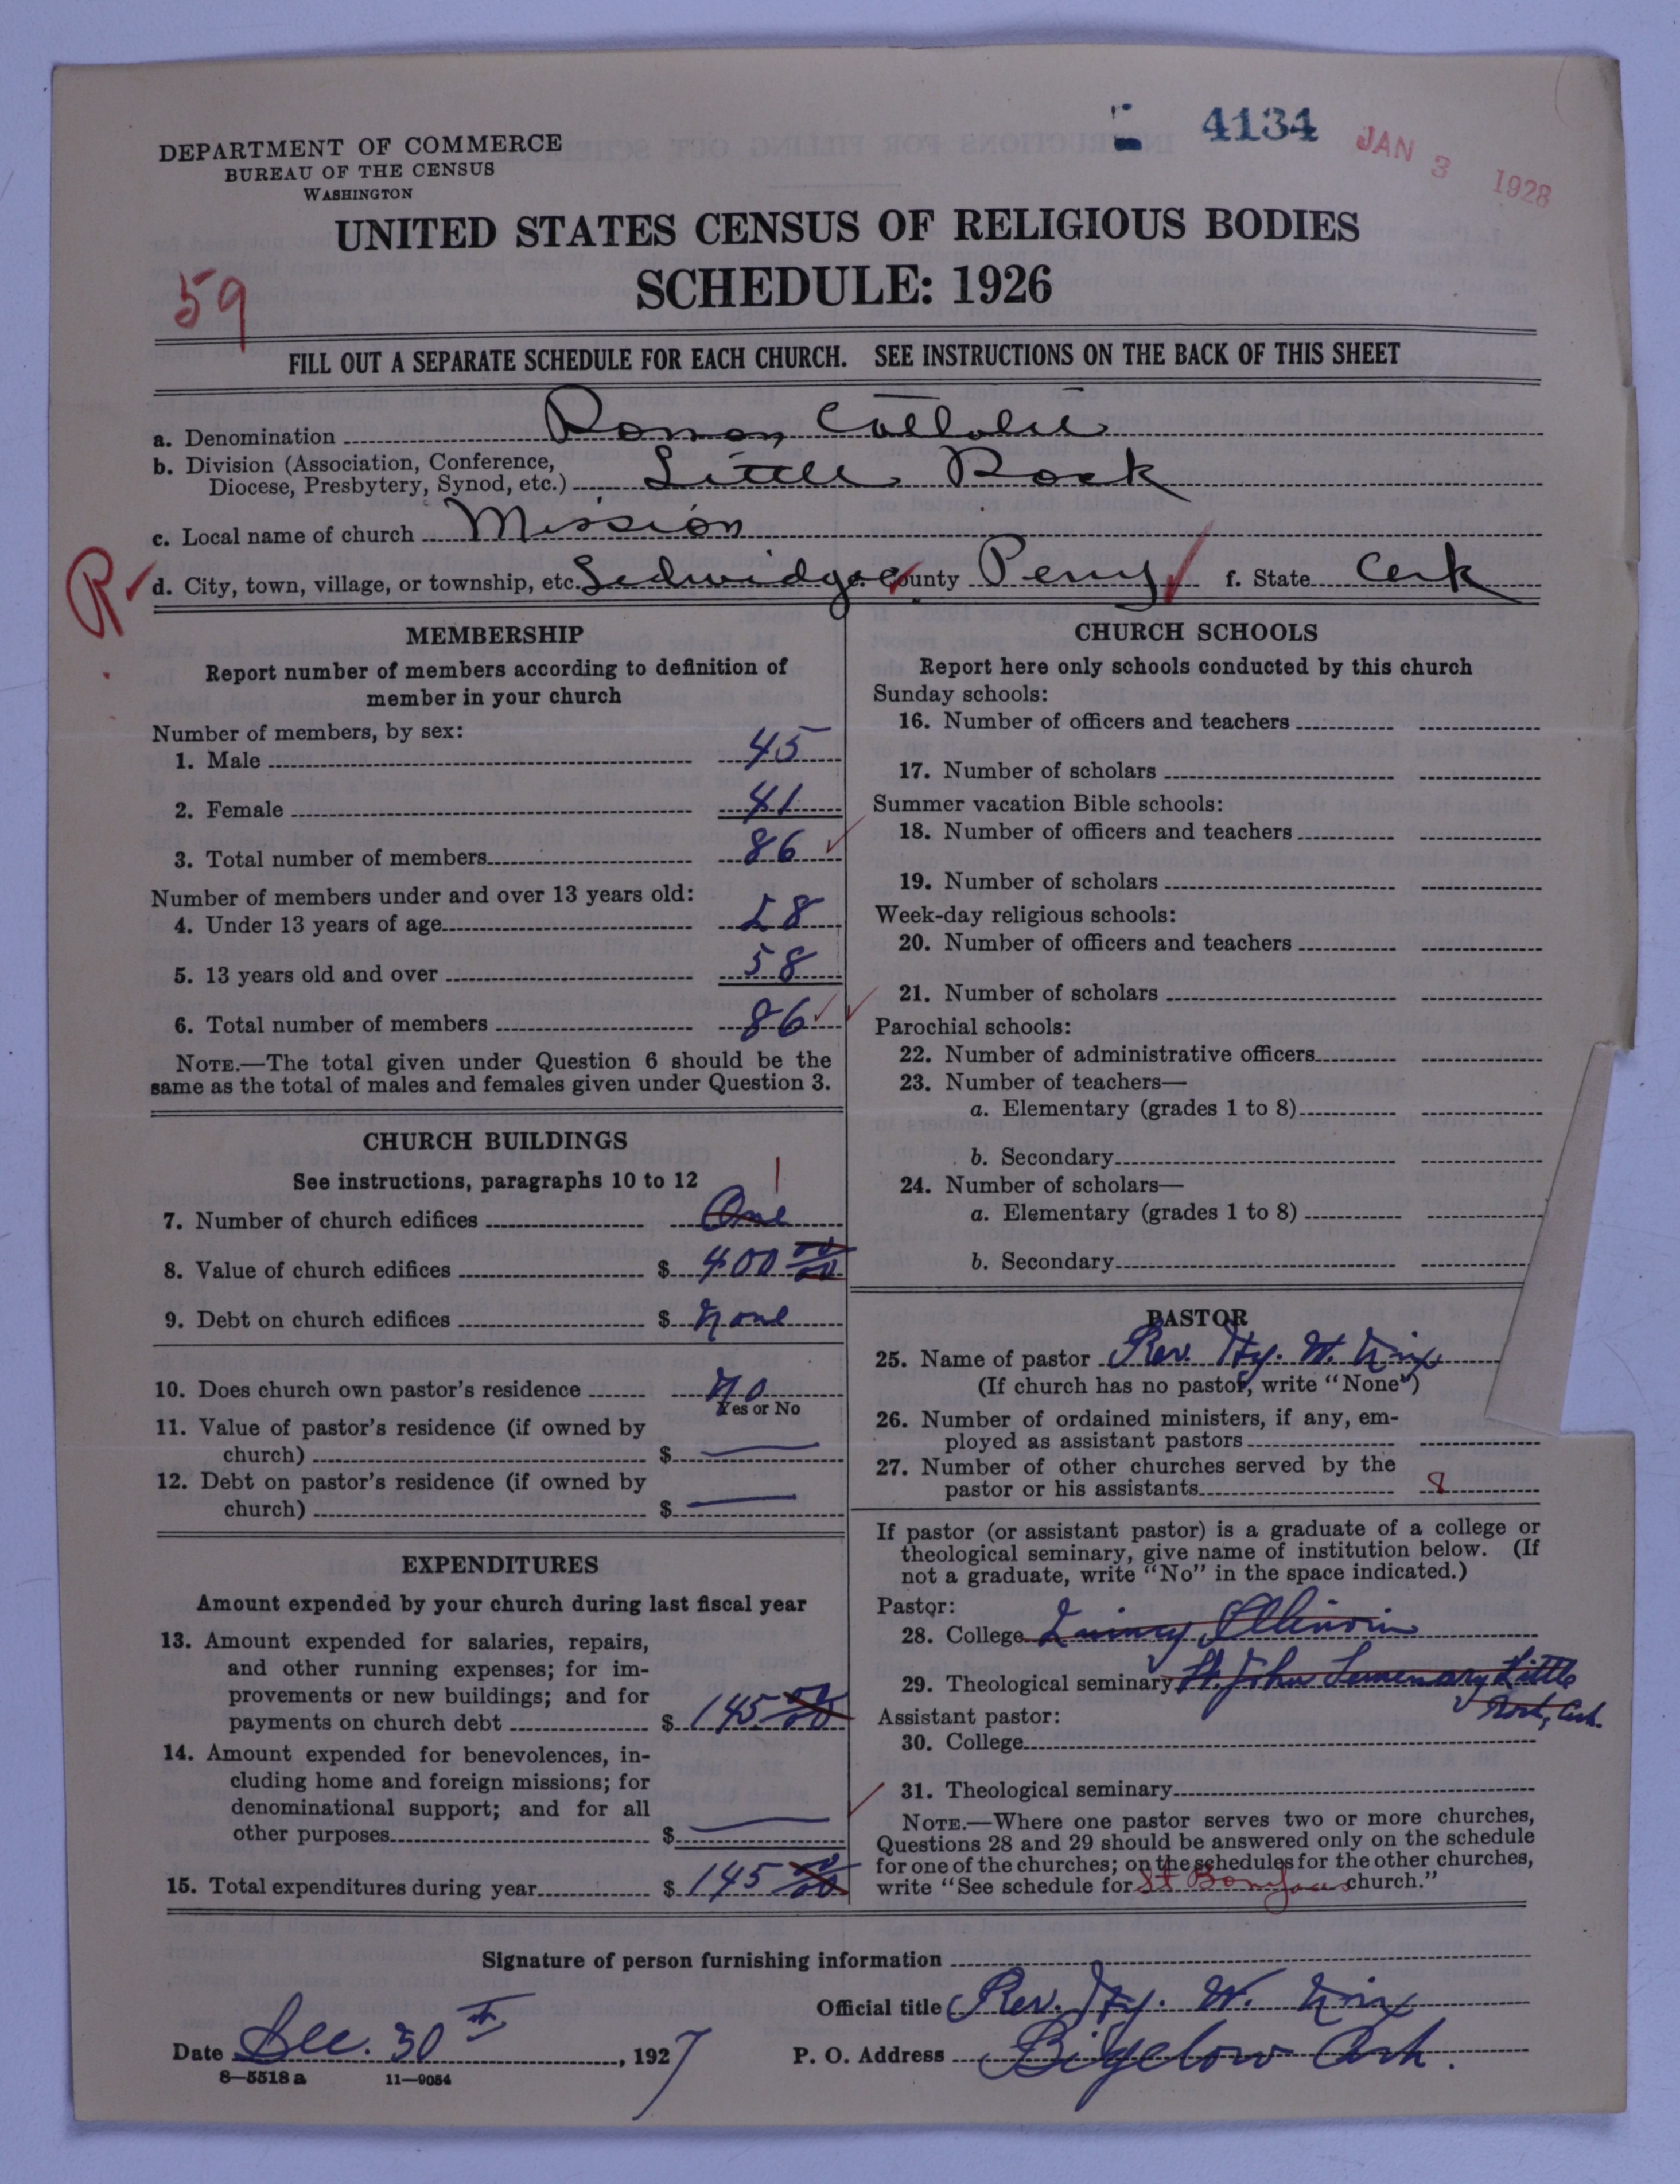 4134
JAN 3 1928
DEPARTMENT OF COMMERCE
BUREAU OF THE CENSUS
WASHINGTON
UNITED STATES CENSUS OF RELIGIOUS BODIES
SCHEDULE: 1926
59
FILL OUT A SEPARATE SCHEDULE FOR EACH CHURCH. SEE INSTRUCTIONS ON THE BACK OF THIS SHEET
a. Denomination Roman Catholic
b. Division (Association, Conference, Diocese, Presbytery, Synod, etc.) Little Rock
c. Local name of church Mission
R
d. City, town, village, or township, etc. Sedwidge County Perry f. State Ark
MEMBERSHIP
Report number of members according to definition of
member in your church
Number of members, by sex:
1. Male 45
2. Female 41
3. Total number of members 86
Number of members under and over 13 years old:
4. Under 13 years of age 28
5. 13 years old and over 58
6. Total number of members 86
NOTE.—The total given under Question 6 should be the
same as the total of males and females given under Question 3.
CHURCH BUILDINGS
See instructions, paragraphs 10 to 12
1
7. Number of church edifices One
8. Value of church edifices $ 400 00/00
9. Debt on church edifices $ none
10. Does church own pastor's residence no
Yes or No
11. Value of pastor's residence (if owned by
church) $
12. Debt on pastor's residence (if owned by
church) $
EXPENDITURES
Amount expended by your church during last fiscal year
13. Amount expended for salaries, repairs,
and other running expenses; for im-
provements or new buildings; and for
payments on church debt $ 145 00/00
14. Amount expended for benevolences, in-
cluding home and foreign missions; for
denominational support; and for all
other purposes $
15. Total expenditures during year $ 145 00/00
CHURCH SCHOOLS
Report here only schools conducted by this church
Sunday schools:
16. Number of officers and teachers
17. Number of scholars
Summer vacation Bible schools:
18. Number of officers and teachers
19. Number of scholars
Week-day religious schools:
20. Number of officers and teachers
21. Number of scholars
Parochial schools:
22. Number of administrative officers
23. Number of teachers—
a. Elementary (grades 1 to 8)
b. Secondary
24. Number of scholars—
a. Elementary (grades 1 to 8)
b. Secondary
PASTOR
25. Name of pastor Rev. Hy. W. Nix
(If church has no pastor, write "None")
26. Number of ordained ministers, if any, em-
ployed as assistant pastors
27. Number of other churches served by the
pastor or his assistants 8
If pastor (or assistant pastor) is a graduate of a college or
theological seminary, give name of institution below. (If
not a graduate, write "No" in the space indicated.)
Pastor:
28. College Quincy Illinois
29. Theological seminary St. John Semenary Little
Rock, Ark.
Assistant pastor:
30. College
31. Theological seminary
NOTE.—Where one pastor serves two or more churches,
Questions 28 and 29 should be answered only on the schedule
for one of the churches; on the schedules for the other churches,
write "See schedule for St Boniface church."
Signature of person furnishing information
Official title Rev. Hy. W. Nix
Date Dec. 30th, 1927
P. O. Address Bigelow Ark.
8—5518 a 11—9054